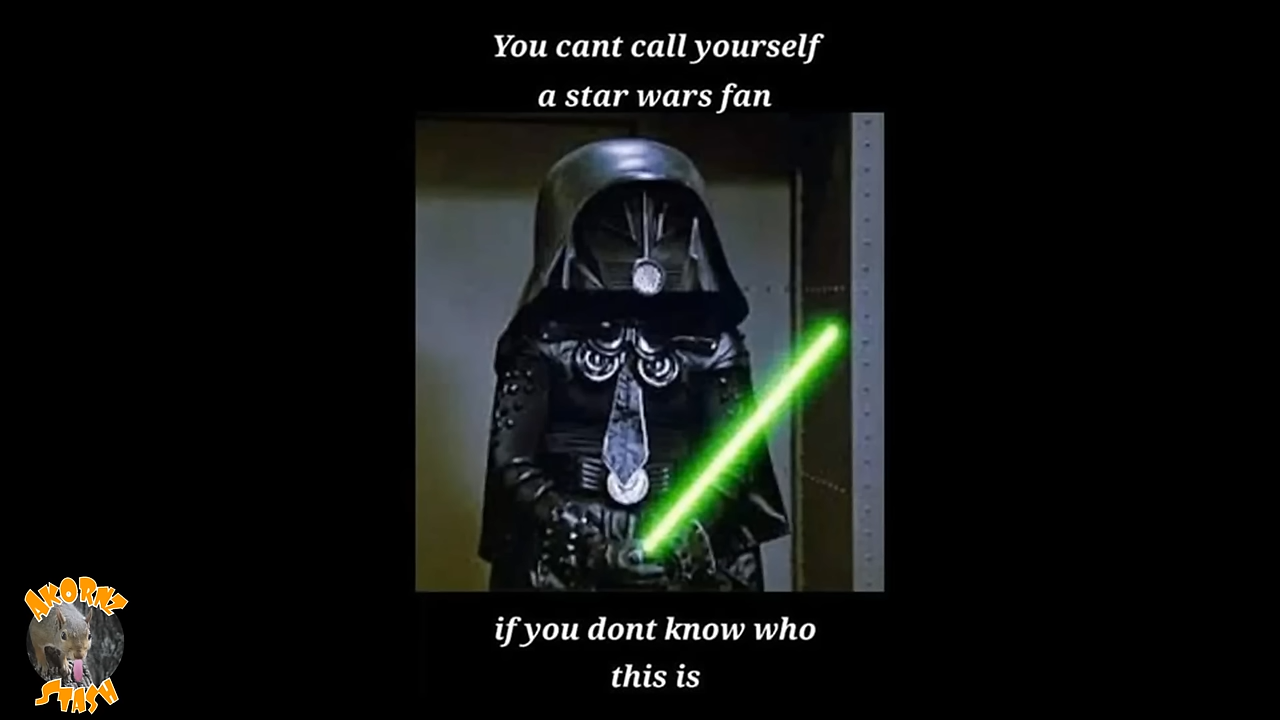 You cant call yourself
a star wars fan
if you dont know who
this is
AKORNZ
STASH